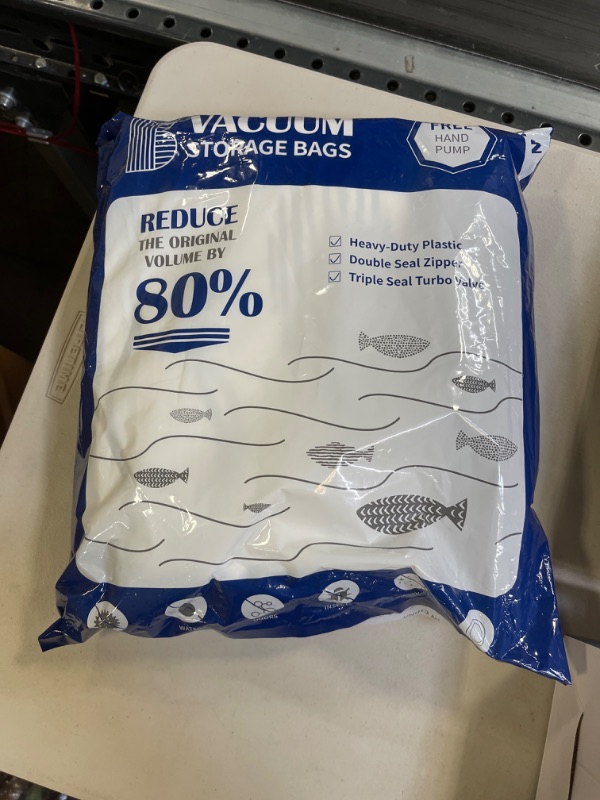 VACUUM
STORAGE BAGS
FREE
HAND
PUMP
REDUCE
THE ORIGINAL
VOLUME BY
80%
Heavy-Duty Plastic
Double Seal Zipper
Triple Seal Turbo Valve
LIFETIME